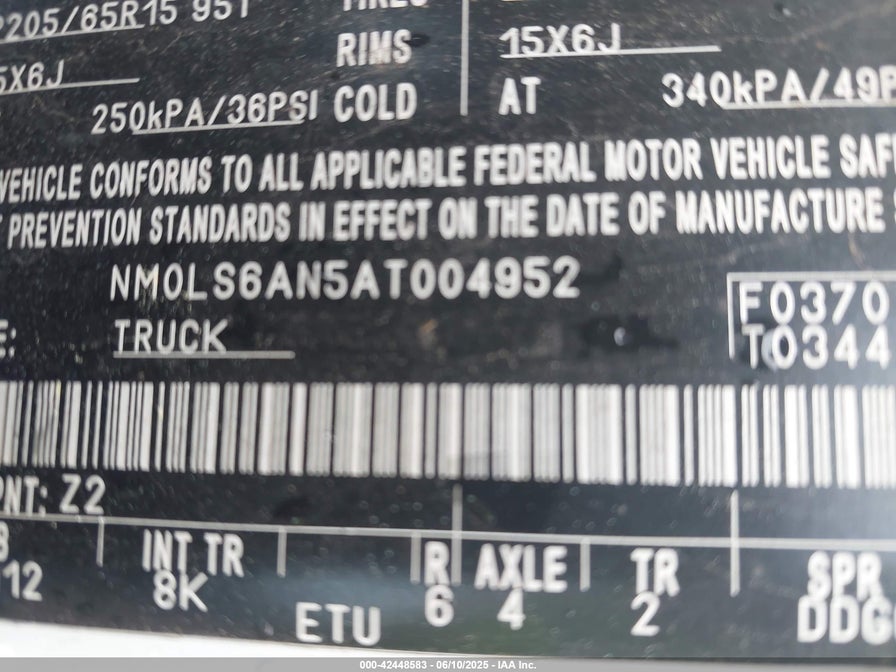 P205/65R15 95T TIRES
RIMS 15X6J
5X6J
250kPA/36PSI COLD AT 340kPA/49P
VEHICLE CONFORMS TO ALL APPLICABLE FEDERAL MOTOR VEHICLE SAF
PREVENTION STANDARDS IN EFFECT ON THE DATE OF MANUFACTURE
NM0LS6AN5AT004952
F0370
E: TRUCK
T0344
PNT: Z2
INT TR R AXLE TR SPR
12 8K 6 4 2 DDG
ETU
000-42448583 - 06/10/2025 - IAA Inc.